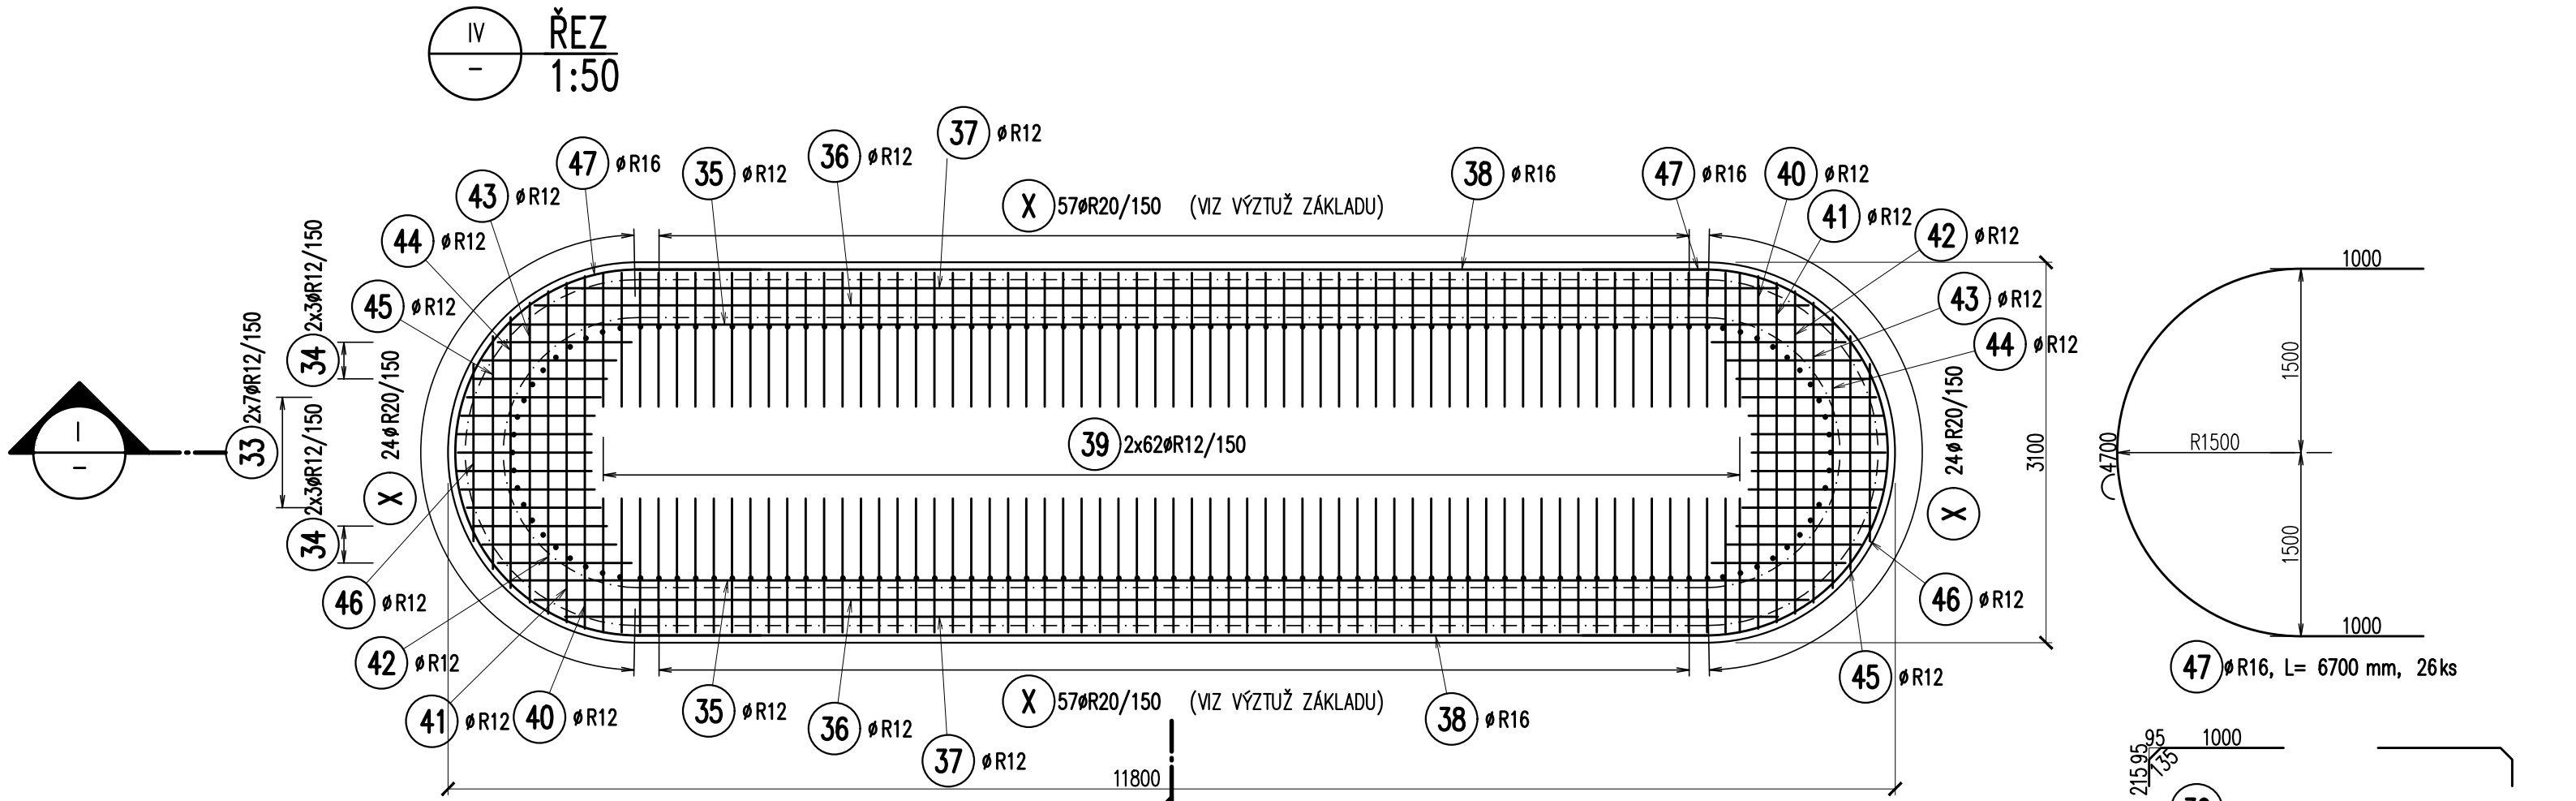 IV
ŘEZ
–
1:50
37 øR12
36 øR12
47 øR16
35 øR12
38 øR16
47 øR16
40 øR12
43 øR12
X 57øR20/150 (VIZ VÝZTUŽ ZÁKLADU)
41 øR12
44 øR12
42 øR12
45 øR12
43 øR12
44 øR12
34 2x3øR12/150
33 2x7øR12/150
34 2x3øR12/150
X 24øR20/150
I
–
39 2x62øR12/150
X 24øR20/150
3100
46 øR12
46 øR12
42 øR12
45 øR12
41 øR12
40 øR12
35 øR12
36 øR12
37 øR12
X 57øR20/150 (VIZ VÝZTUŽ ZÁKLADU)
38 øR16
11800
1000
1500
R1500
4700
1500
1000
47 øR16, L= 6700 mm, 26ks
95
1000
95
135
215